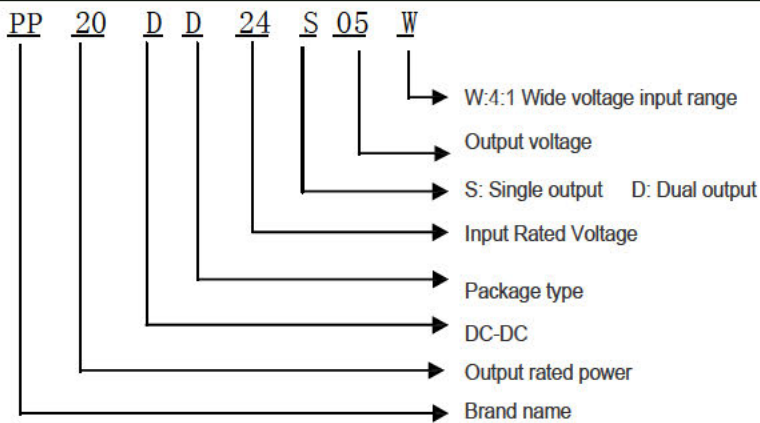 PP 20 D D 24 S 05 W
W:4:1 Wide voltage input range
Output voltage
S: Single output D: Dual output
Input Rated Voltage
Package type
DC-DC
Output rated power
Brand name